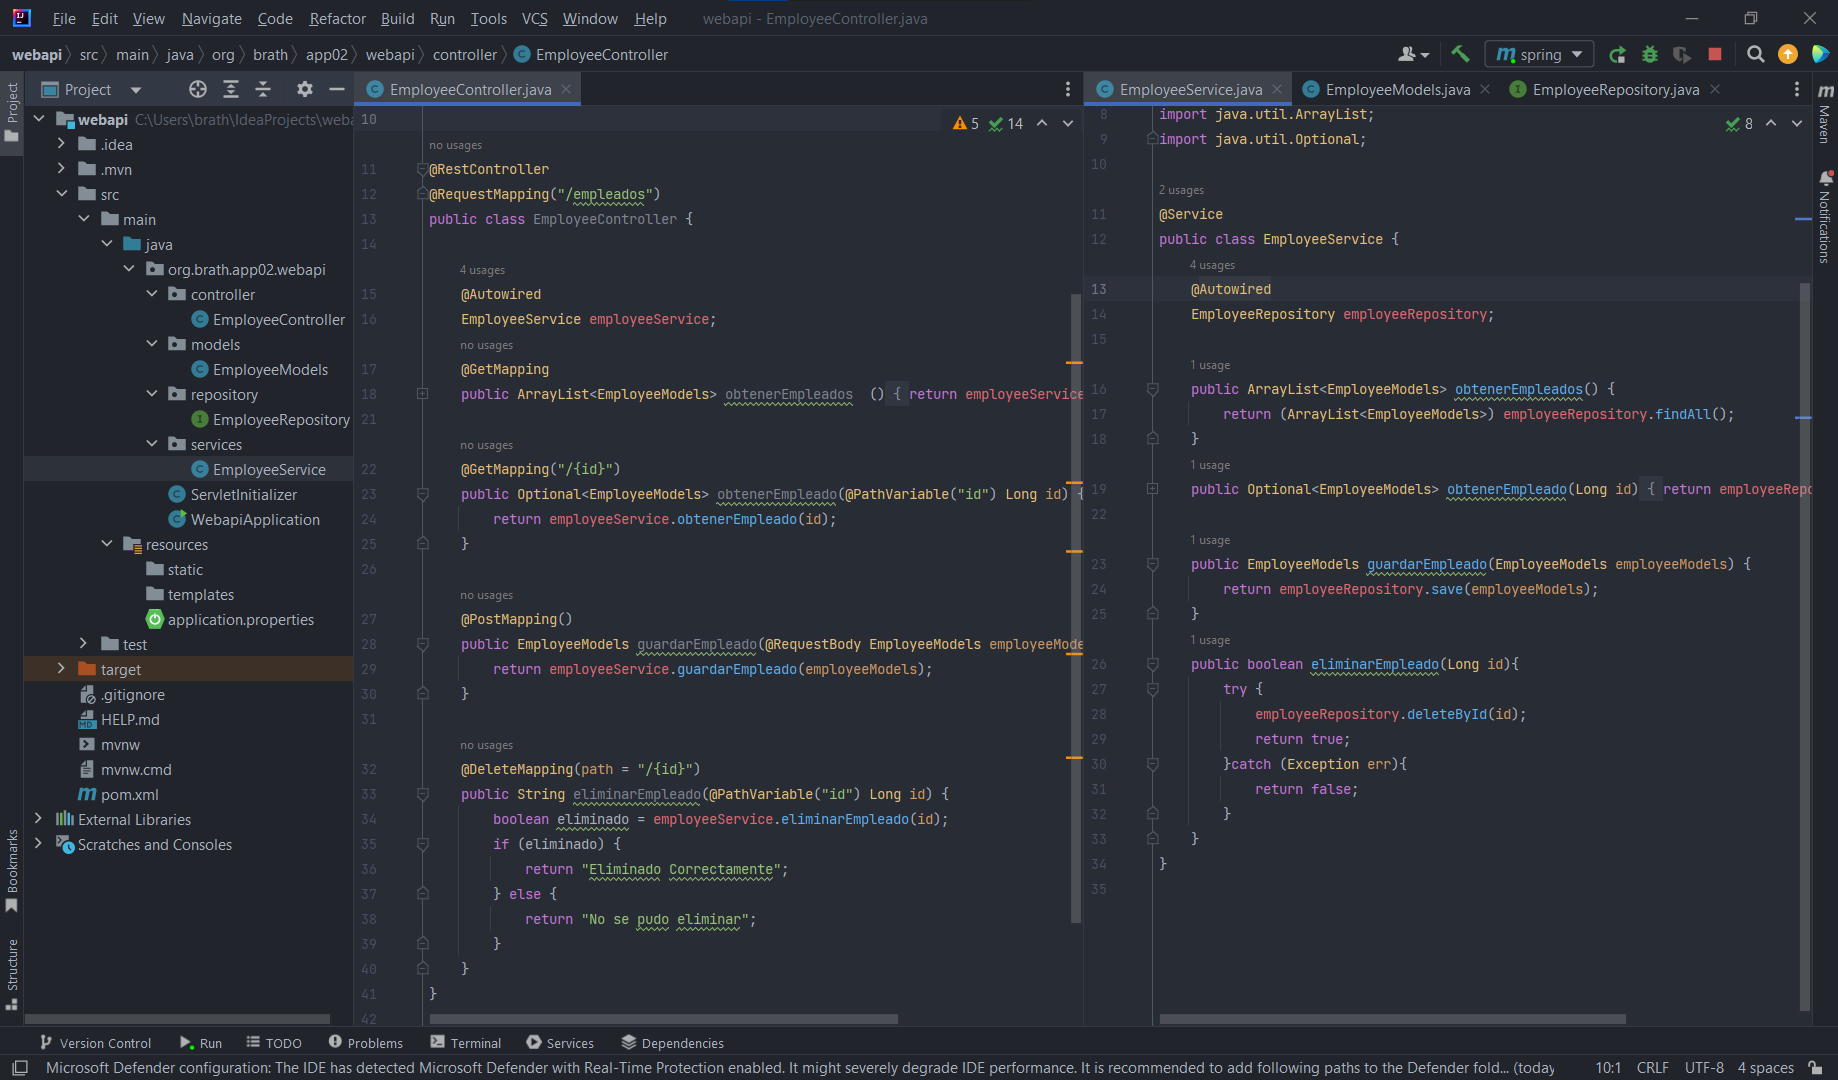 File Edit View Navigate Code Refactor Build Run Tools VCS Window Help webapi - EmployeeController.java
webapi src main java org brath app02 webapi controller EmployeeController spring
Project
Project
webapi C:\Users\brath\IdeaProjects\weba
.idea
.mvn
src
main
java
org.brath.app02.webapi
controller
EmployeeController
models
EmployeeModels
repository
EmployeeRepository
services
EmployeeService
ServletInitializer
WebapiApplication
resources
static
templates
application.properties
test
target
.gitignore
HELP.md
mvnw
mvnw.cmd
pom.xml
External Libraries
Scratches and Consoles
Bookmarks
Structure
EmployeeController.java
5 14
10
no usages
11 @RestController
12 @RequestMapping("/empleados")
13 public class EmployeeController {
14
4 usages
15 @Autowired
16 EmployeeService employeeService;
no usages
17 @GetMapping
18 public ArrayList<EmployeeModels> obtenerEmpleados () { return employeeService
21
no usages
22 @GetMapping("/{id}")
23 public Optional<EmployeeModels> obtenerEmpleado(@PathVariable("id") Long id) {
24 return employeeService.obtenerEmpleado(id);
25 }
26
no usages
27 @PostMapping()
28 public EmployeeModels guardarEmpleado(@RequestBody EmployeeModels employeeMode
29 return employeeService.guardarEmpleado(employeeModels);
30 }
31
no usages
32 @DeleteMapping(path = "/{id}")
33 public String eliminarEmpleado(@PathVariable("id") Long id) {
34 boolean eliminado = employeeService.eliminarEmpleado(id);
35 if (eliminado) {
36 return "Eliminado Correctamente";
37 } else {
38 return "No se pudo eliminar";
39 }
40 }
41 }
42
EmployeeService.java EmployeeModels.java EmployeeRepository.java
8
8 import java.util.ArrayList;
9 import java.util.Optional;
10
2 usages
11 @Service
12 public class EmployeeService {
4 usages
13 @Autowired
14 EmployeeRepository employeeRepository;
15
1 usage
16 public ArrayList<EmployeeModels> obtenerEmpleados() {
17 return (ArrayList<EmployeeModels>) employeeRepository.findAll();
18 }
1 usage
19 public Optional<EmployeeModels> obtenerEmpleado(Long id) { return employeeRepo
22
1 usage
23 public EmployeeModels guardarEmpleado(EmployeeModels employeeModels) {
24 return employeeRepository.save(employeeModels);
25 }
1 usage
26 public boolean eliminarEmpleado(Long id){
27 try {
28 employeeRepository.deleteById(id);
29 return true;
30 }catch (Exception err){
31 return false;
32 }
33 }
34 }
35
Maven
Notifications
Version Control Run TODO Problems Terminal Services Dependencies
Microsoft Defender configuration: The IDE has detected Microsoft Defender with Real-Time Protection enabled. It might severely degrade IDE performance. It is recommended to add following paths to the Defender fold... (today 10:1 CRLF UTF-8 4 spaces